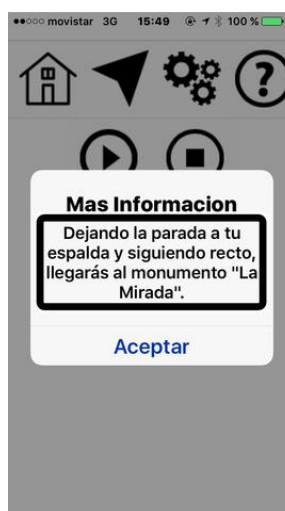 movistar 3G 15:49 100 %
?
Mas Informacion
Dejando la parada a tu
espalda y siguiendo recto,
llegarás al monumento "La
Mirada".
Aceptar